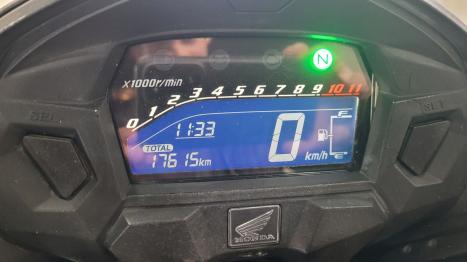 N
X1000r/min
0 1 2 3 4 5 6 7 8 9 10 11
SEL
SET
11:33
0
F
TOTAL
17615km
km/h
E
HONDA